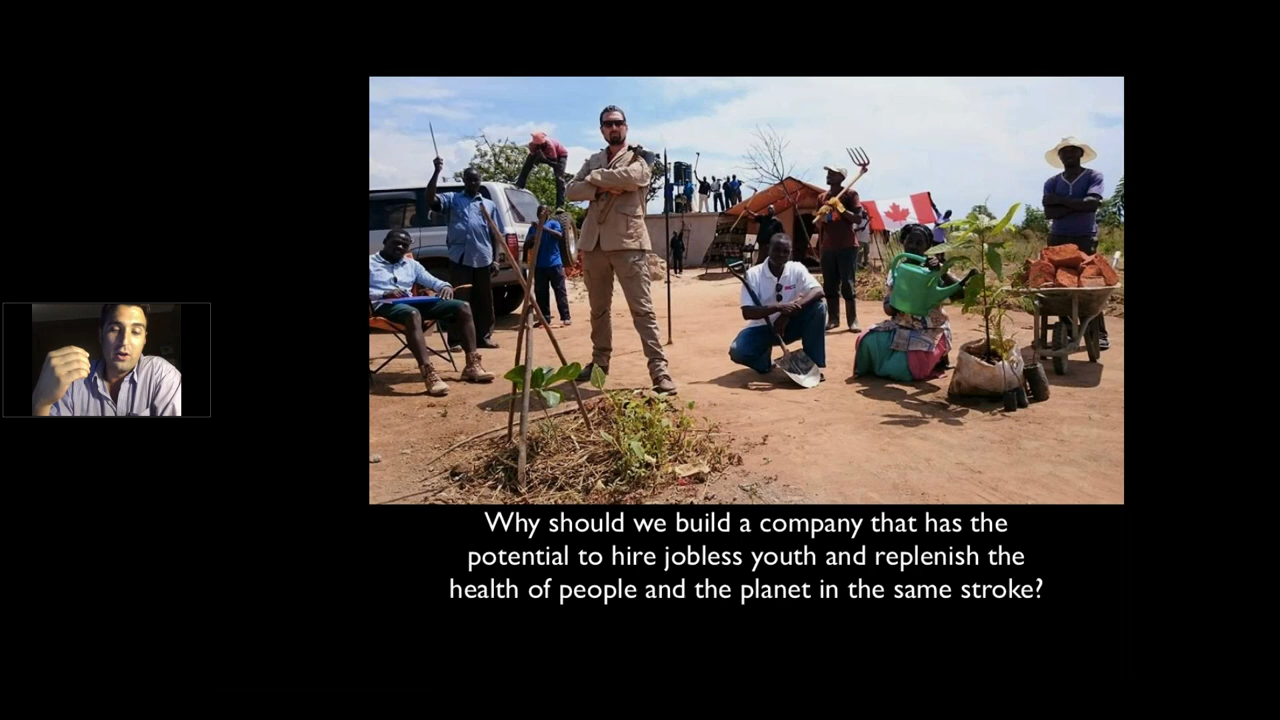 Why should we build a company that has the
potential to hire jobless youth and replenish the
health of people and the planet in the same stroke?